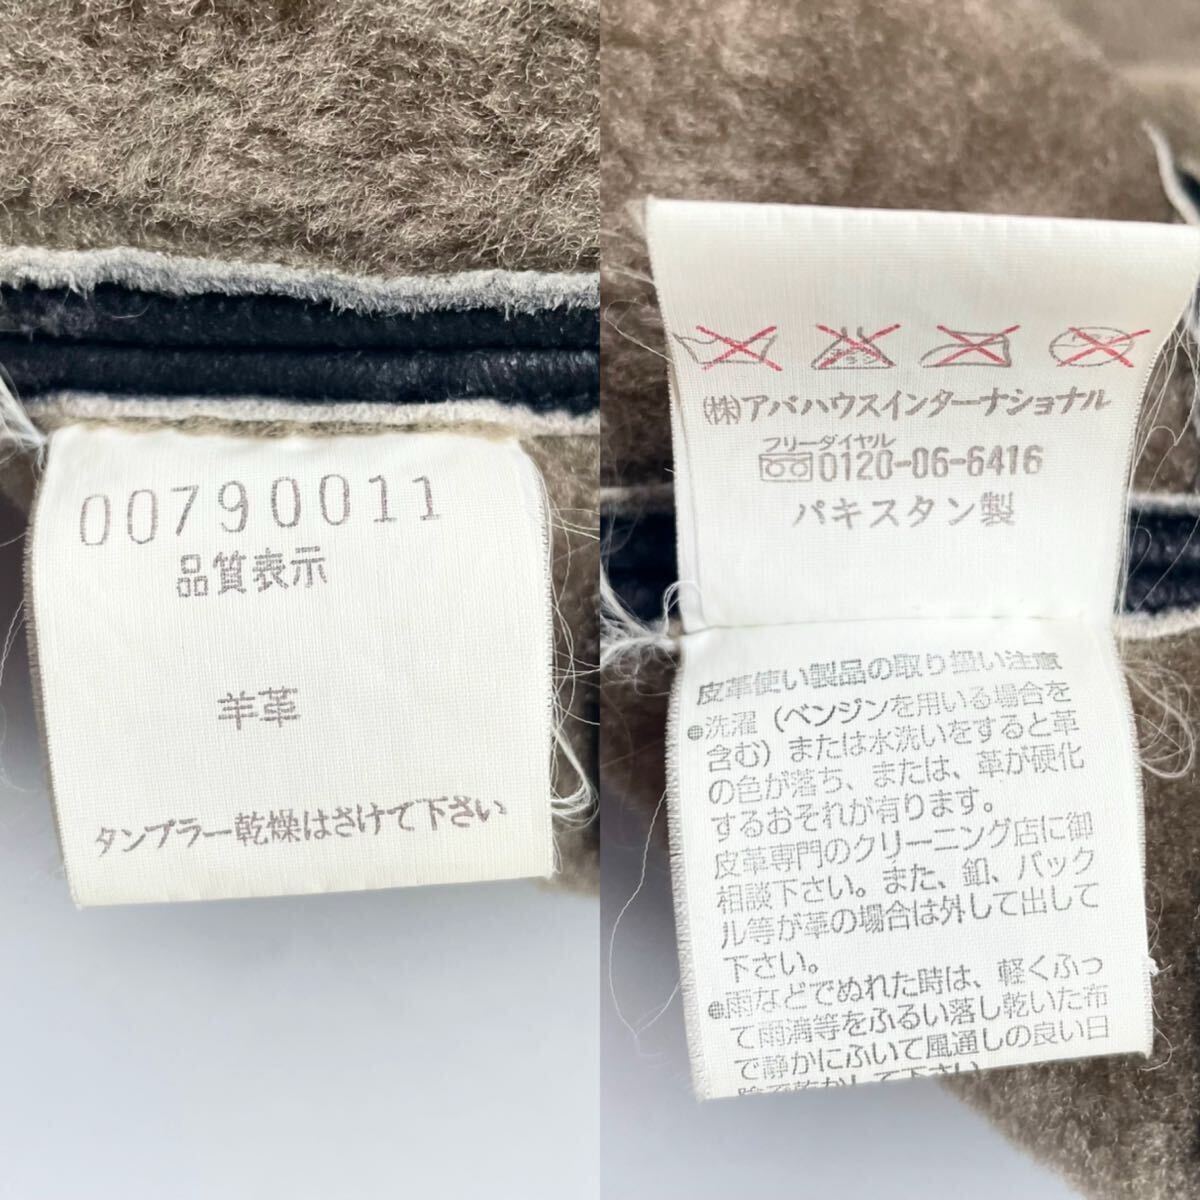 00790011
品質表示
羊革
タンブラー乾燥はさけて下さい
㈱アバハウスインターナショナル
フリーダイヤル
0120-06-6416
パキスタン製
皮革使い製品の取り扱い注意
●洗濯(ベンジンを用いる場合を
含む)または水洗いをすると革
の色が落ち、または、革が硬化
するおそれが有ります。
皮革専門のクリーニング店に御
相談下さい。また、釦、バック
ル等が革の場合は外して出して
下さい。
●雨などでぬれた時は、軽くふっ
て雨滴等をふるい落し乾いた布
で静かにふいて風通しの良い日
陰で乾かして下さい